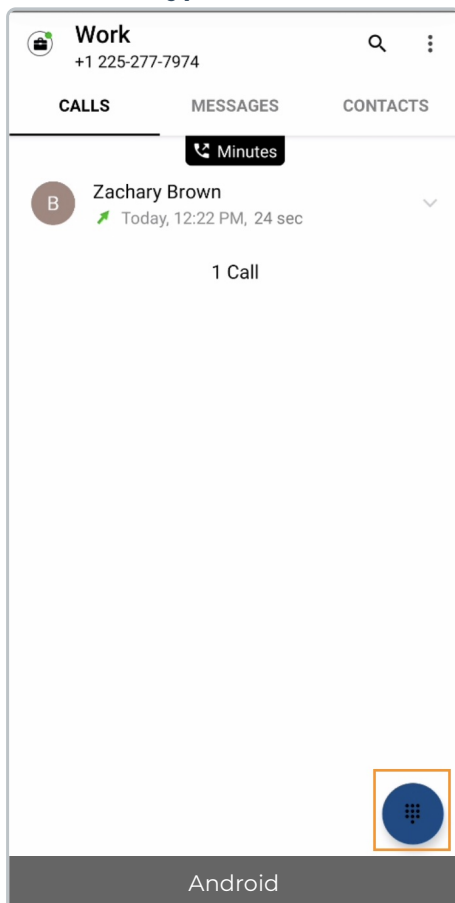 Work
+1 225-277-7974
CALLS MESSAGES CONTACTS
Minutes
B Zachary Brown
Today, 12:22 PM, 24 sec
1 Call
Android